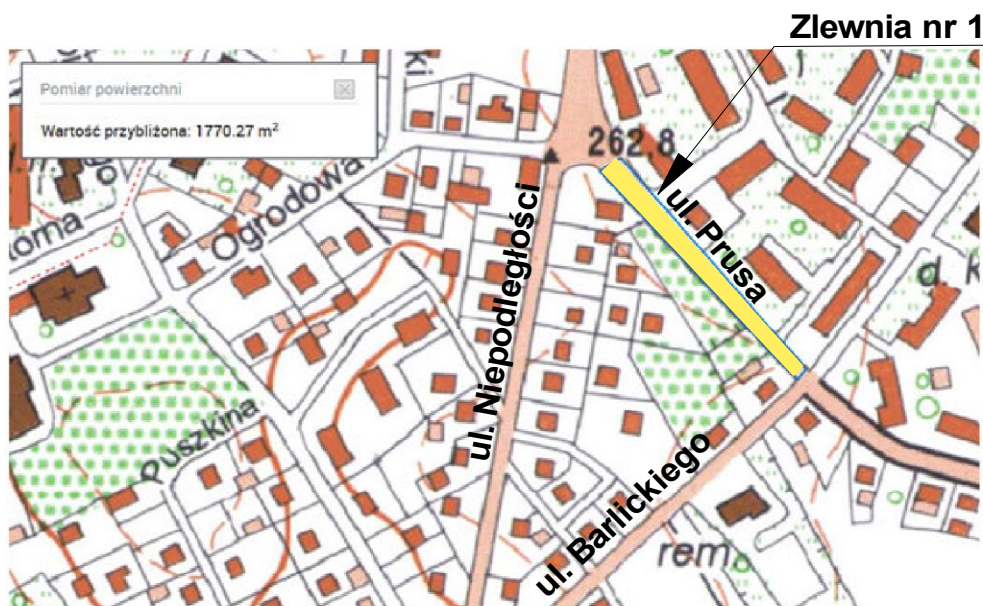 Zlewnia nr 1
Pomiar powierzchni
Wartość przybliżona: 1770.27 m²
ki
262,8
ul. Prusa
Ogrodowa
ul. Niepodległości
d. k
Puszkina
ul. Barlickiego
rem.